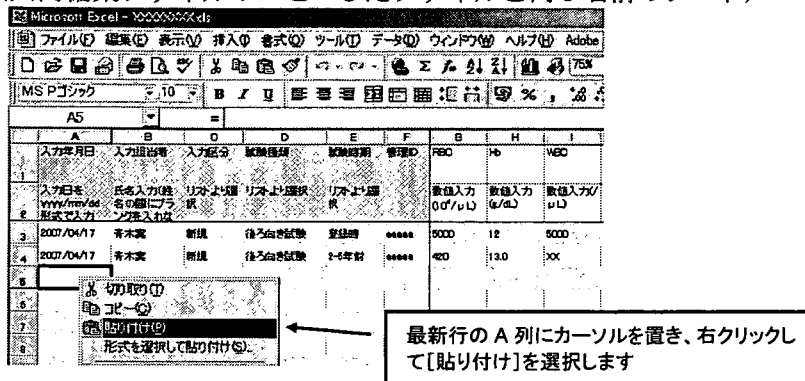 Microsoft Excel - XXXXXXX.xls
ファイル(F) 編集(E) 表示(V) 挿入(I) 書式(O) ツール(T) データ(D) ウィンドウ(W) ヘルプ(H) Adobe
75%
MS Pゴシック 10 B I U
A5 =
A B C D E F G H I
1 入力年月日 入力担当者 入力区分 試験種類 試験時期 管理ID RBC Hb WBC
2 入力日を yyyy/mm/dd 形式で入力 氏名入力(姓名の間にブランクを入れな リストより選択 リストより選択 リストより選択 数値入力 (10⁴/μL) 数値入力 (g/dL) 数値入力(/μL)
3 2007/04/17 青木実 新規 後ろ向き試験 登録時 ***** 5000 12 5000
4 2007/04/17 青木実 新規 後ろ向き試験 2-5年前 ***** 420 13.0 XX
5
6 切り取り(T)
コピー(C)
7 貼り付け(P)
8 形式を選択して貼り付け(S)...
最新行の A 列にカーソルを置き、右クリックし
て[貼り付け]を選択します